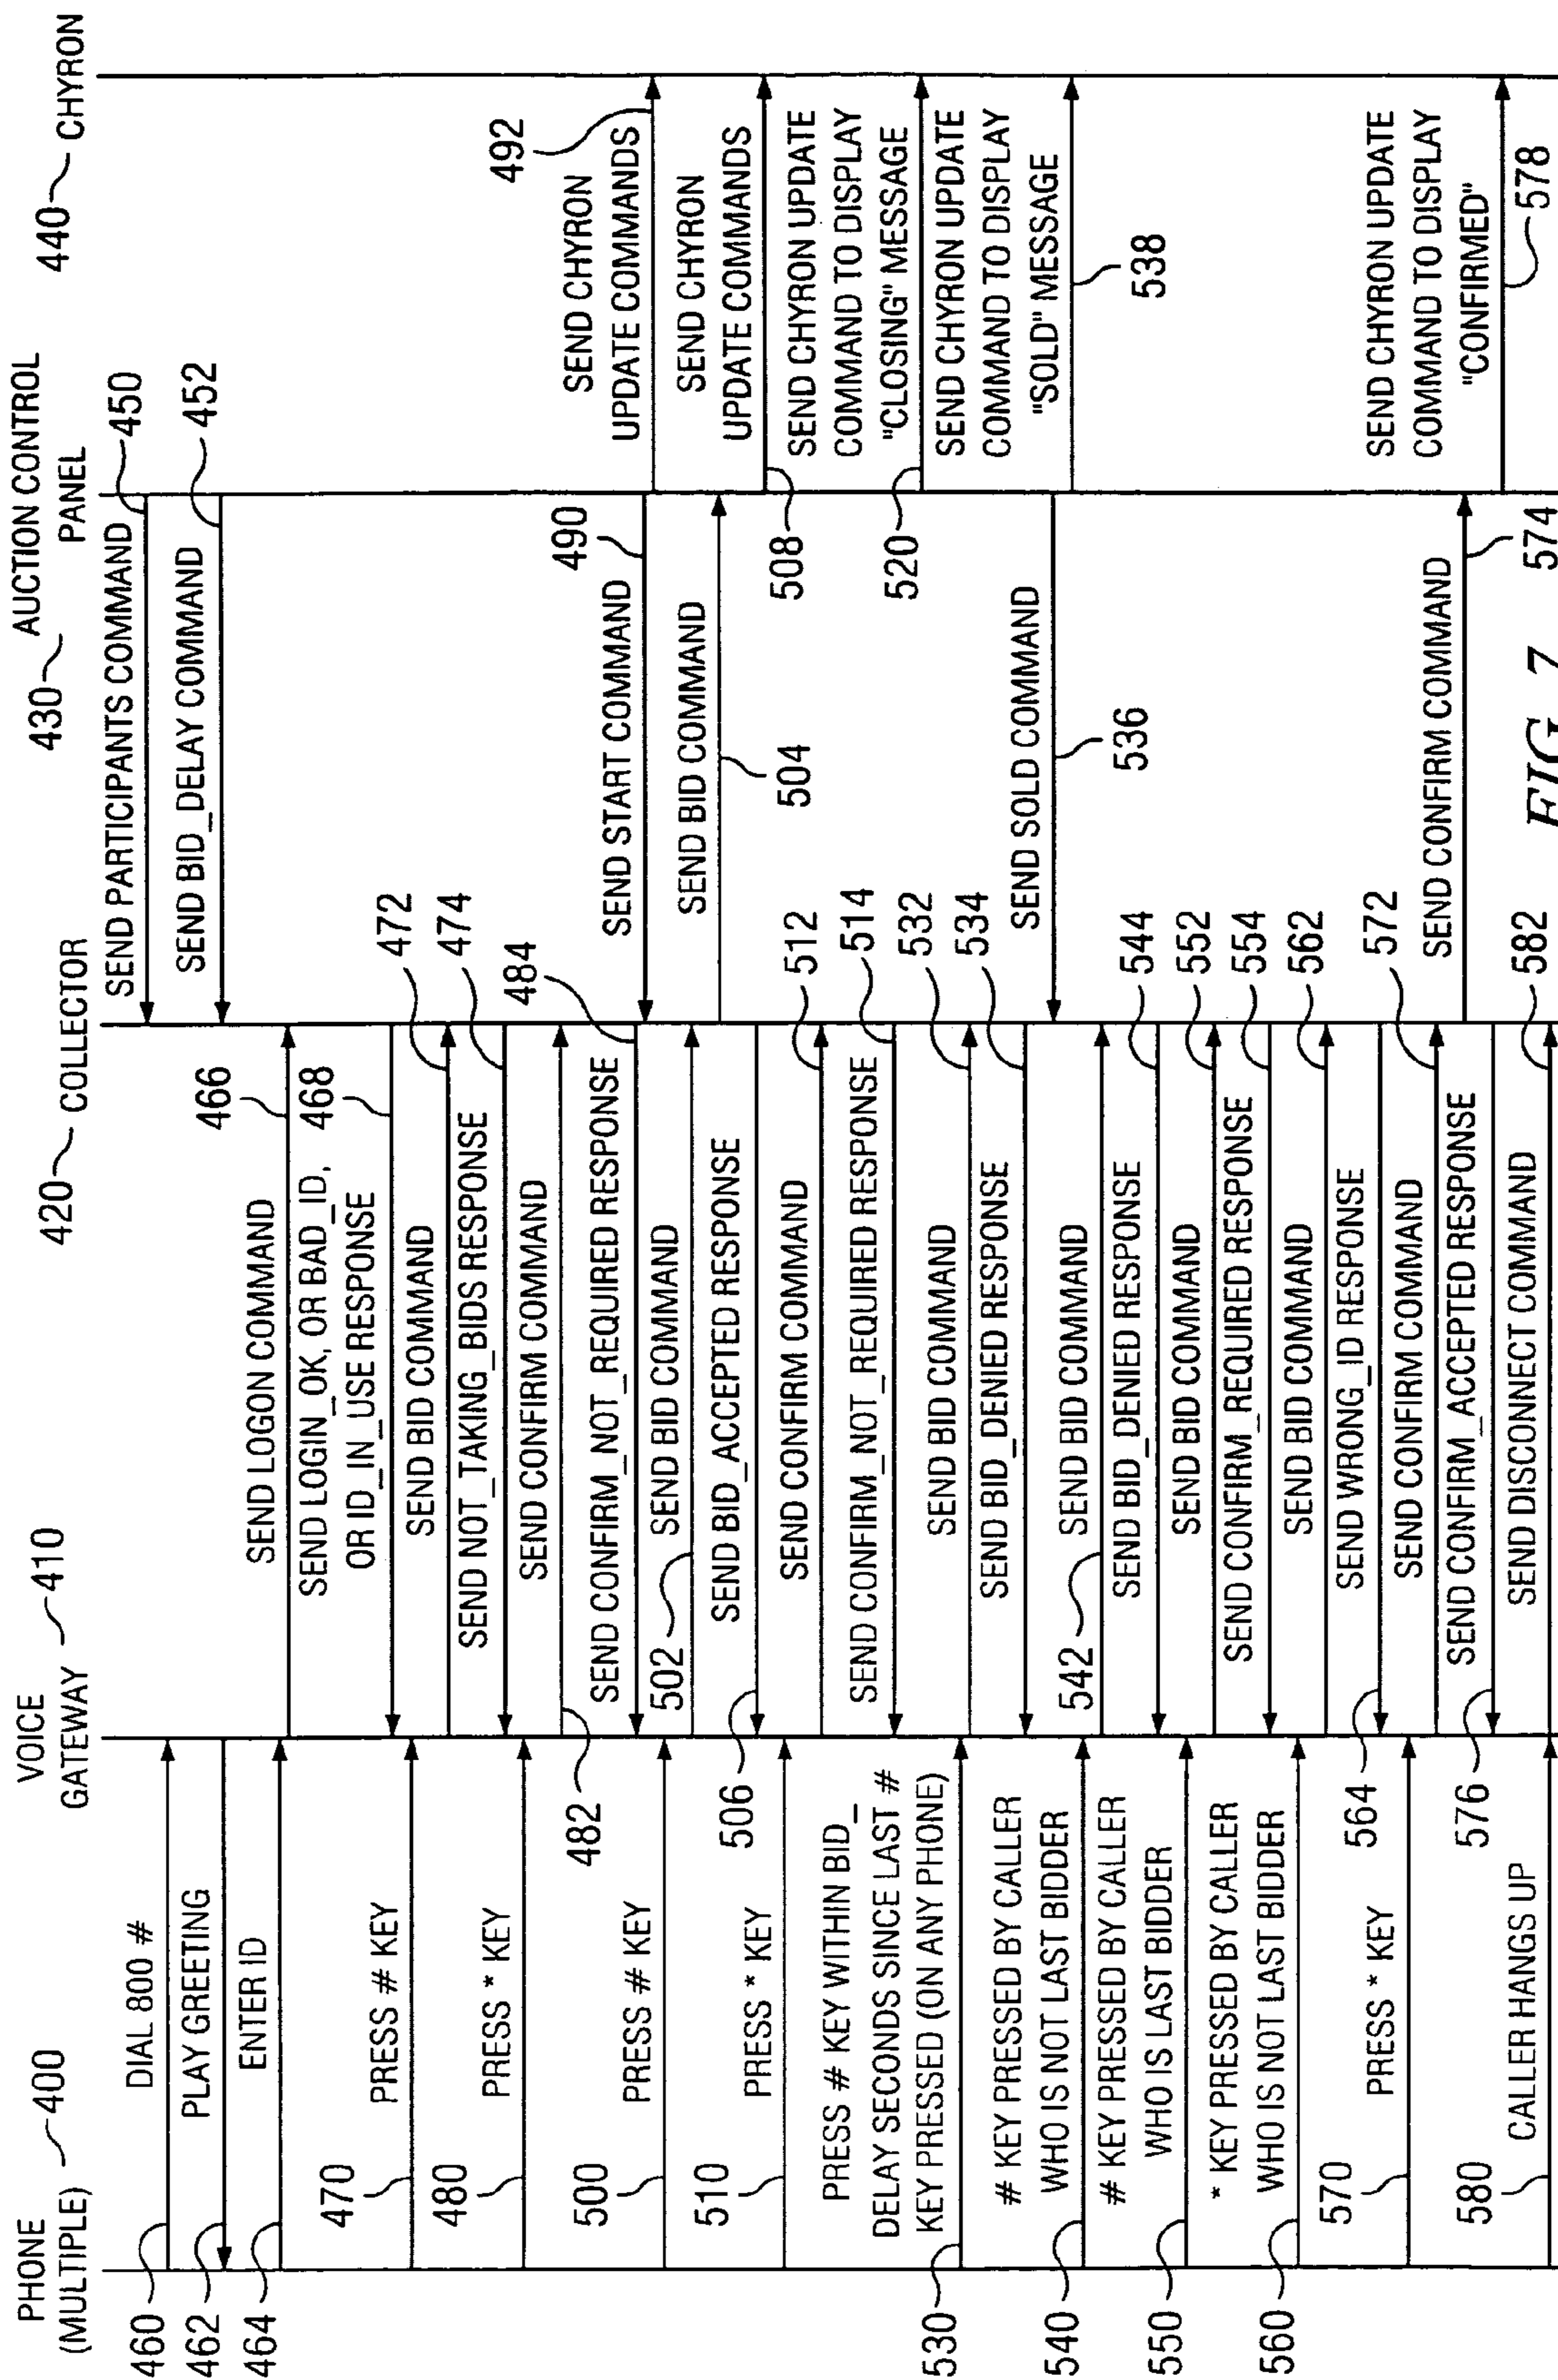 PHONE
(MULTIPLE) 400
VOICE
GATEWAY 410
420 COLLECTOR
430 AUCTION CONTROL
PANEL
440 CHYRON
SEND PARTICIPANTS COMMAND
450
SEND BID_DELAY COMMAND
452
460
DIAL 800 #
462
PLAY GREETING
464
ENTER ID
SEND LOGON COMMAND
466
SEND LOGIN_OK, OR BAD_ID,
OR ID_IN_USE RESPONSE
468
470
PRESS # KEY
SEND BID COMMAND
472
SEND NOT_TAKING_BIDS RESPONSE
474
480
PRESS * KEY
SEND CONFIRM COMMAND
482
SEND CONFIRM_NOT_REQUIRED RESPONSE
484
SEND START COMMAND
490
SEND CHYRON
UPDATE COMMANDS
492
500
PRESS # KEY
502
SEND BID COMMAND
SEND BID COMMAND
504
SEND BID_ACCEPTED RESPONSE
506
SEND CHYRON
UPDATE COMMANDS
508
510
PRESS * KEY
SEND CONFIRM COMMAND
512
SEND CONFIRM_NOT_REQUIRED RESPONSE
514
SEND CHYRON UPDATE
COMMAND TO DISPLAY
"CLOSING" MESSAGE
520
PRESS # KEY WITHIN BID_
DELAY SECONDS SINCE LAST #
KEY PRESSED (ON ANY PHONE)
530
SEND BID COMMAND
532
SEND BID_DENIED RESPONSE
534
SEND SOLD COMMAND
536
SEND CHYRON UPDATE
COMMAND TO DISPLAY
"SOLD" MESSAGE
538
# KEY PRESSED BY CALLER
WHO IS NOT LAST BIDDER
540
542
SEND BID COMMAND
SEND BID_DENIED RESPONSE
544
# KEY PRESSED BY CALLER
WHO IS LAST BIDDER
550
SEND BID COMMAND
552
SEND CONFIRM_REQUIRED RESPONSE
554
* KEY PRESSED BY CALLER
WHO IS NOT LAST BIDDER
560
SEND BID COMMAND
562
SEND WRONG_ID RESPONSE
564
570
PRESS * KEY
SEND CONFIRM COMMAND
572
SEND CONFIRM COMMAND
574
SEND CONFIRM_ACCEPTED RESPONSE
576
SEND CHYRON UPDATE
COMMAND TO DISPLAY
"CONFIRMED"
578
580
CALLER HANGS UP
SEND DISCONNECT COMMAND
582
FIG. 7